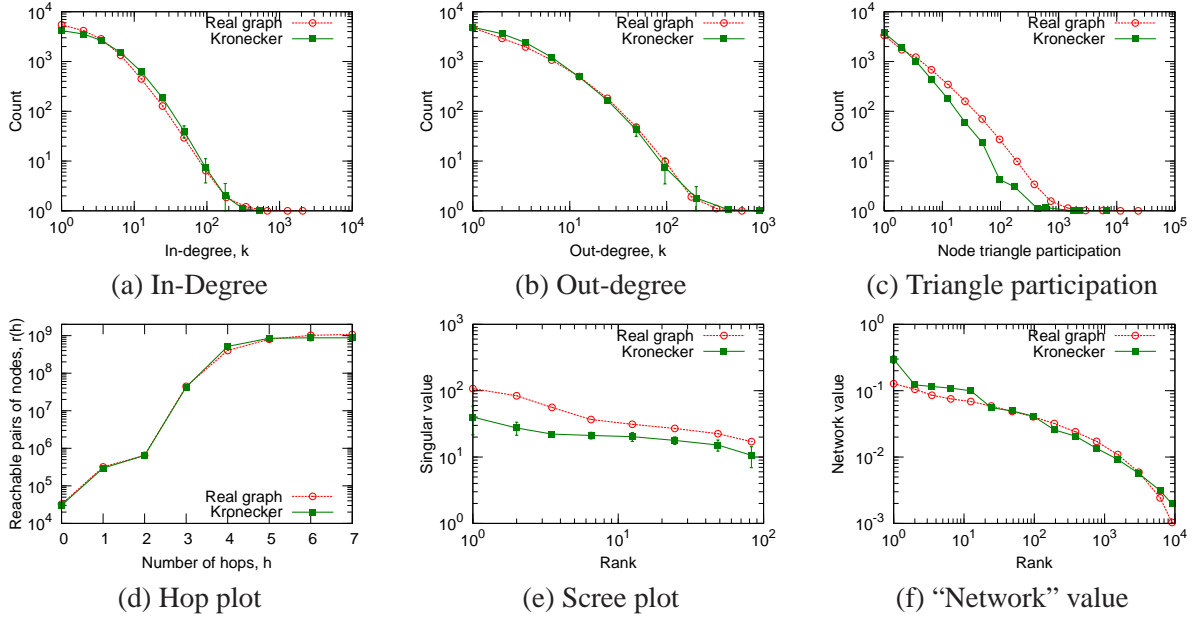 10^4
10^3
10^2
10^1
10^0
10^0 10^1 10^2 10^3 10^4
Count
In-degree, k
Real graph
Kronecker
(a) In-Degree
10^4
10^3
10^2
10^1
10^0
10^0 10^1 10^2 10^3
Count
Out-degree, k
Real graph
Kronecker
(b) Out-degree
10^4
10^3
10^2
10^1
10^0
10^0 10^1 10^2 10^3 10^4 10^5
Count
Node triangle participation
Real graph
Kronecker
(c) Triangle participation
10^9
10^8
10^7
10^6
10^5
10^4
0 1 2 3 4 5 6 7
Reachable pairs of nodes, r(h)
Number of hops, h
Real graph
Kronecker
(d) Hop plot
10^3
10^2
10^1
10^0
10^0 10^1 10^2
Singular value
Rank
Real graph
Kronecker
(e) Scree plot
10^0
10^-1
10^-2
10^-3
10^0 10^1 10^2 10^3 10^4
Network value
Rank
Real graph
Kronecker
(f) “Network” value